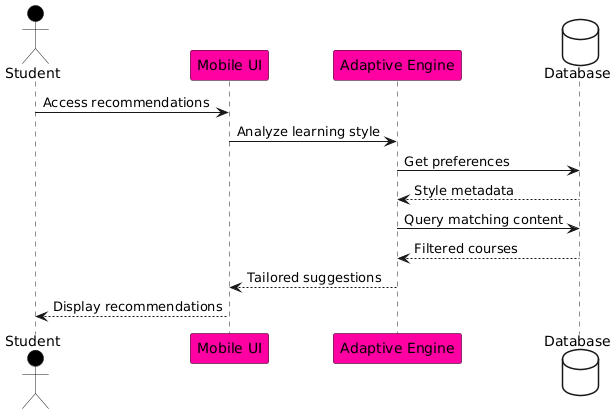 Student
Mobile UI
Adaptive Engine
Database
Access recommendations
Analyze learning style
Get preferences
Style metadata
Query matching content
Filtered courses
Tailored suggestions
Display recommendations
Student
Mobile UI
Adaptive Engine
Database